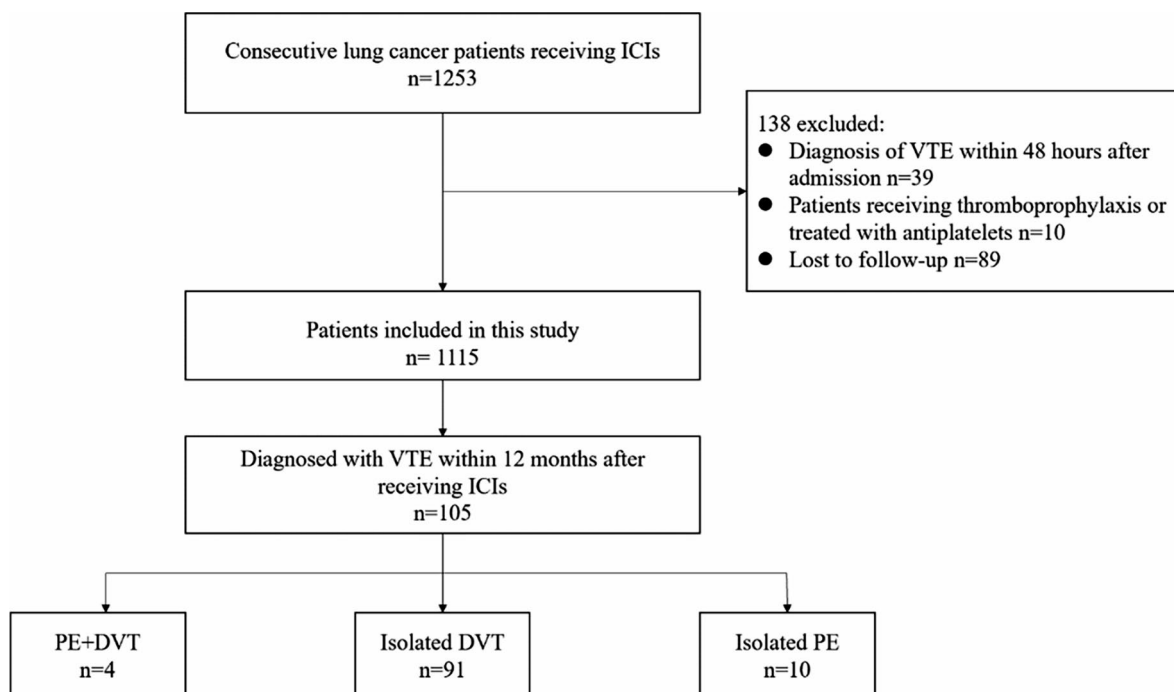 Consecutive lung cancer patients receiving ICIs
n=1253
138 excluded:
● Diagnosis of VTE within 48 hours after
admission n=39
● Patients receiving thromboprophylaxis or
treated with antiplatelets n=10
● Lost to follow-up n=89
Patients included in this study
n= 1115
Diagnosed with VTE within 12 months after
receiving ICIs
n=105
PE+DVT
n=4
Isolated DVT
n=91
Isolated PE
n=10